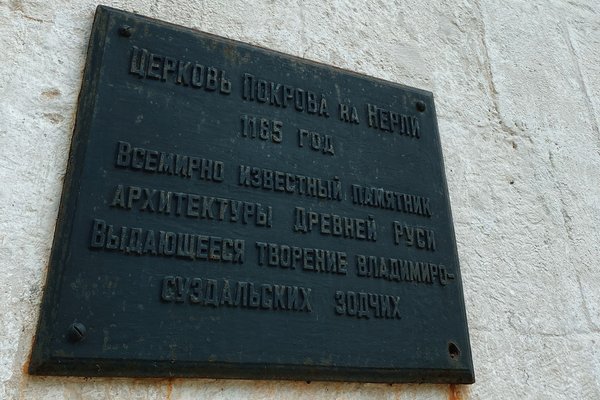 Церковь Покрова на Нерли
1165 год
Всемирно известный памятник
архитектуры Древней Руси
Выдающееся творение владимиро-
суздальских зодчих